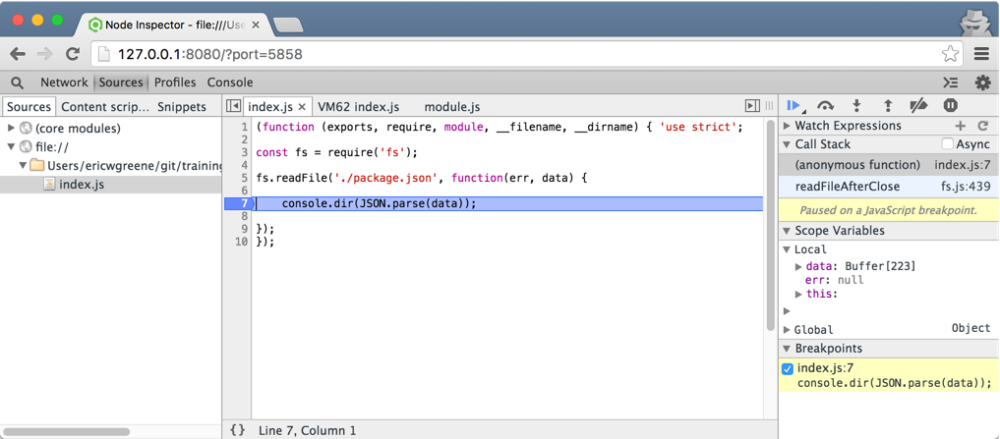 Node Inspector - file:///Use
127.0.0.1:8080/?port=5858
Network Sources Profiles Console
Sources Content scrip... Snippets
(core modules)
file://
Users/ericwgreene/git/training
index.js
index.js × VM62 index.js module.js
1 (function (exports, require, module, __filename, __dirname) { 'use strict';
2
3 const fs = require('fs');
4
5 fs.readFile('./package.json', function(err, data) {
6
7 console.dir(JSON.parse(data));
8
9 });
10 });
{} Line 7, Column 1
Watch Expressions
Call Stack Async
(anonymous function) index.js:7
readFileAfterClose fs.js:439
Paused on a JavaScript breakpoint.
Scope Variables
Local
data: Buffer[223]
err: null
this:
Global Object
Breakpoints
index.js:7
console.dir(JSON.parse(data));